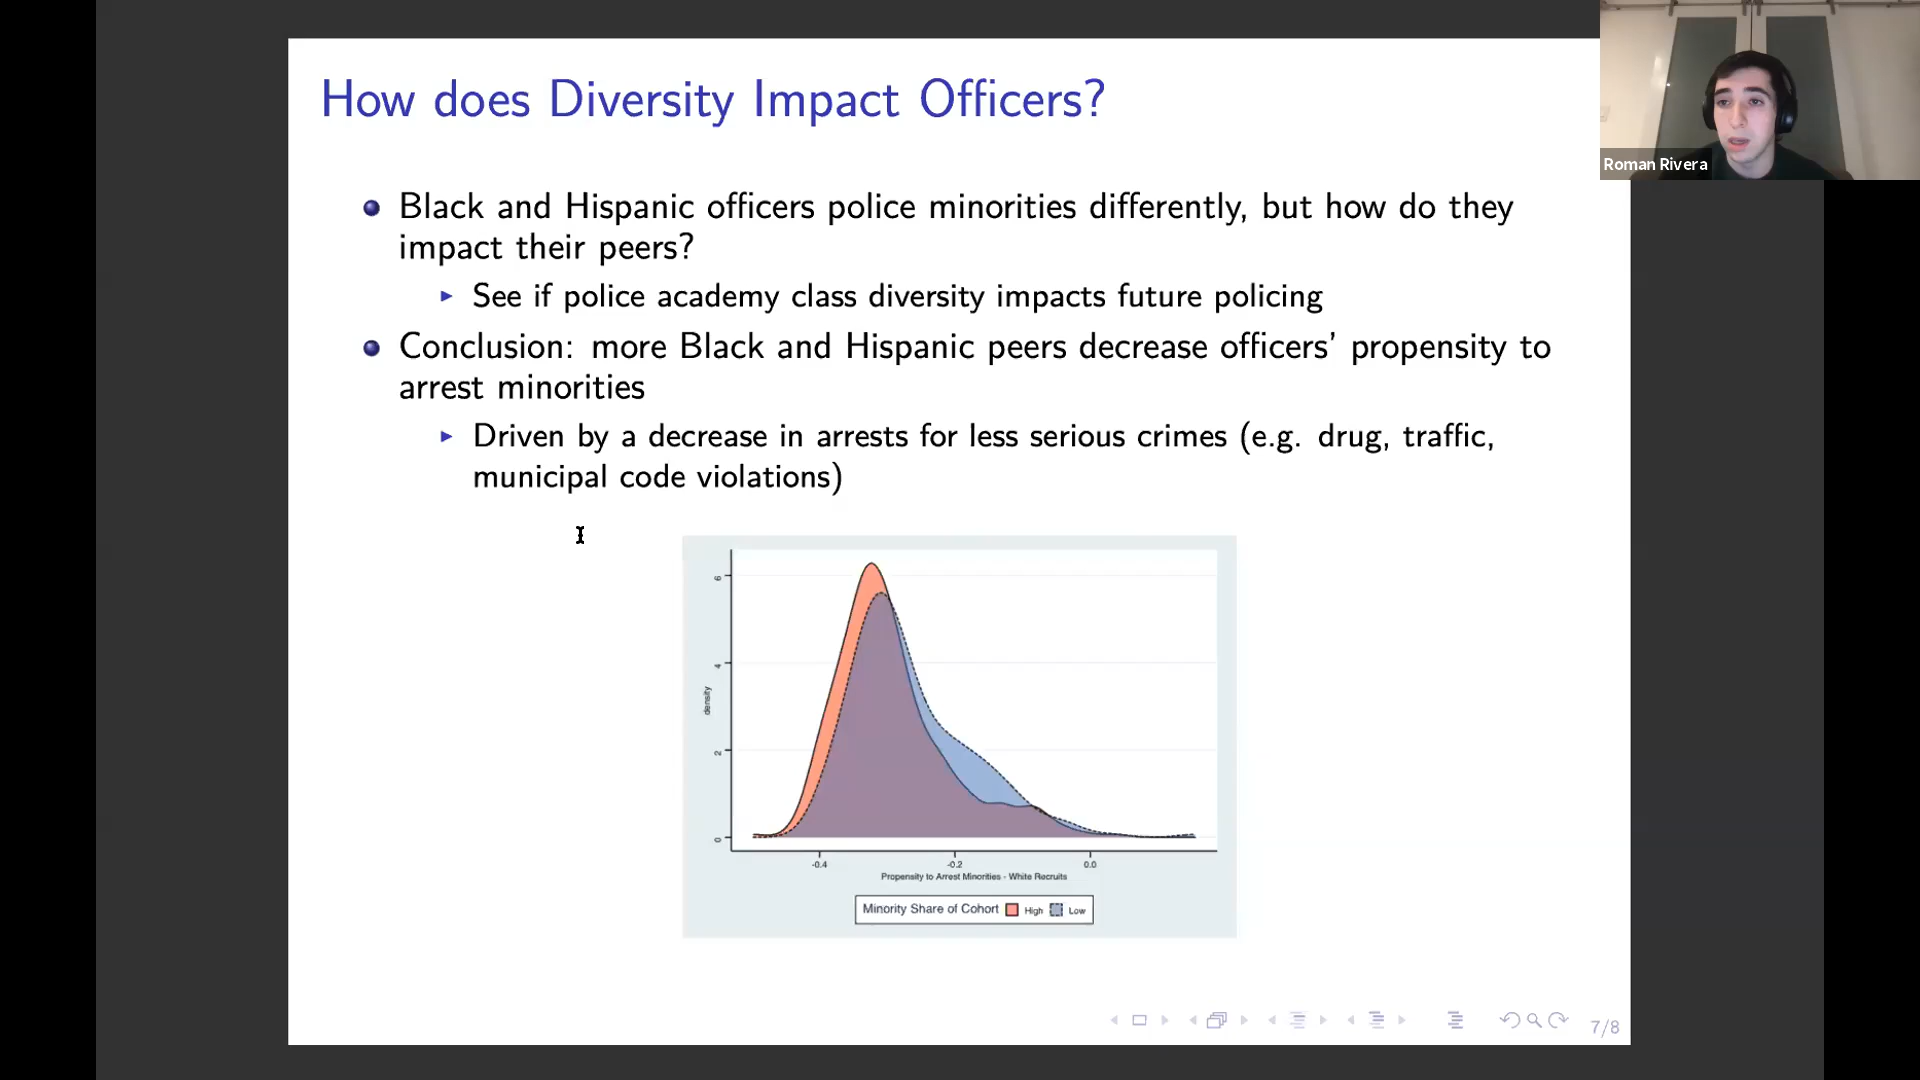 How does Diversity Impact Officers?
Roman Rivera
Black and Hispanic officers police minorities differently, but how do they
impact their peers?
See if police academy class diversity impacts future policing
Conclusion: more Black and Hispanic peers decrease officers' propensity to
arrest minorities
Driven by a decrease in arrests for less serious crimes (e.g. drug, traffic,
municipal code violations)
6
4
density
2
0
-0.4 -0.2 0.0
Propensity to Arrest Minorities - White Recruits
Minority Share of Cohort High Low
7/8